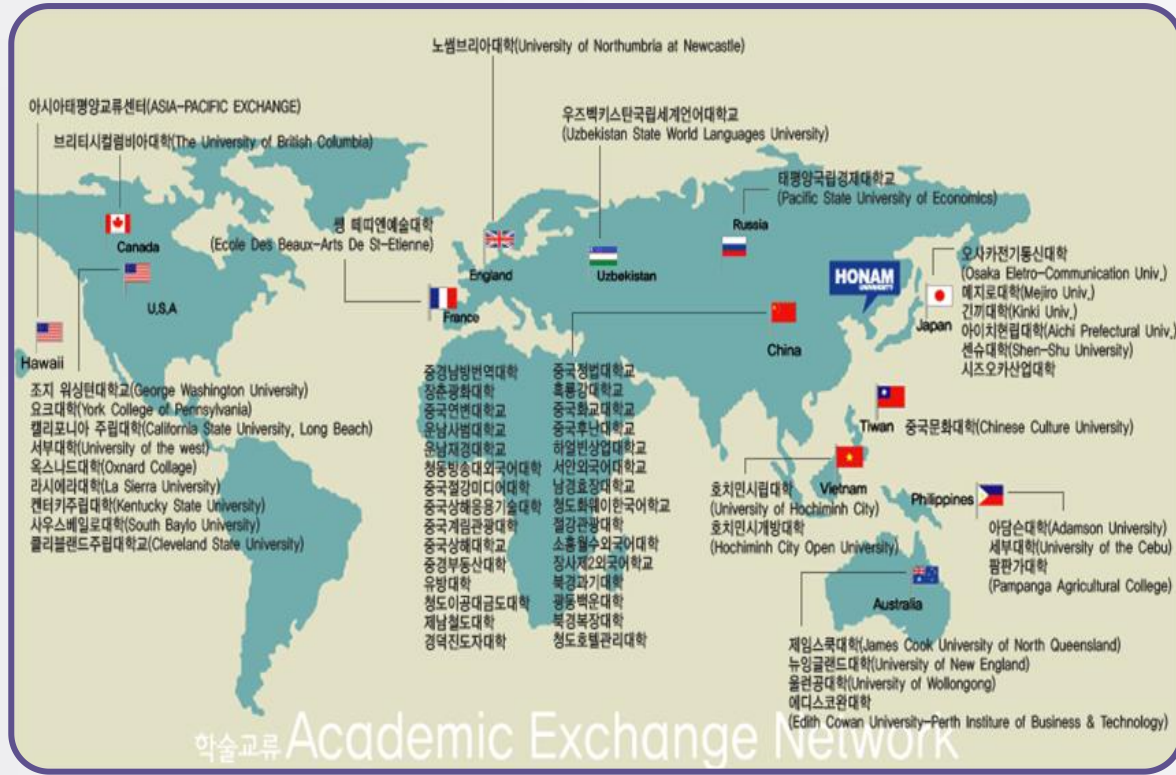 노썸브리아대학(University of Northumbria at Newcastle)
아시아태평양교류센터(ASIA-PACIFIC EXCHANGE)
브리티시컬럼비아대학(The University of British Columbia)
우즈벡키스탄국립세계언어대학교
(Uzbekistan State World Languages University)
태평양국립경제대학교
(Pacific State University of Economics)
Russia
쌩 떼띠엔예술대학
(Ecole Des Beaux-Arts De St-Etienne)
Canada
England
Uzbekistan
HONAM
UNIVERSITY
오사카전기통신대학
(Osaka Eletro-Communication Univ.)
메지로대학(Mejiro Univ.)
긴끼대학(Kinki Univ.)
아이치현립대학(Aichi Prefectural Univ.)
센슈대학(Shen-Shu University)
시즈오카산업대학
Japan
U.S.A
France
China
Hawaii
조지 워싱턴대학교(George Washington University)
요크대학(York College of Pennsylvania)
캘리포니아 주립대학(California State University, Long Beach)
서부대학(University of the west)
옥스나드대학(Oxnard Collage)
라시에라대학(La Sierra University)
켄터키주립대학(Kentucky State University)
사우스베일로대학(South Baylo University)
클리블랜드주립대학교(Cleveland State University)
중경남방번역대학
장춘광화대학
중국연변대학교
운남사범대학교
운남재경대학교
청동방송대외국어대학
중국절강미디어대학
중국상해응용기술대학
중국계림관광대학
중국상해대학교
중경부동산대학
유방대학
청도이공대금도대학
제남철도대학
경덕진도자대학
중국정법대학교
흑룡강대학교
중국화교대학교
중국후난대학교
하얼빈상업대학교
서안외국어대학교
남경효장대학교
청도화웨이한국어학교
절강관광대학
소흥월수외국어대학
장사제2외국어학교
북경과기대학
광동백운대학
북경복장대학
청도호텔관리대학
Tiwan
중국문화대학(Chinese Culture University)
Vietnam
호치민시립대학
(University of Hochiminh City)
호치민시개방대학
(Hochiminh City Open University)
Philippines
아담슨대학(Adamson University)
세부대학(University of the Cebu)
팜판가대학
(Pampanga Agricultural College)
Australia
제임스쿡대학(James Cook University of North Queensland)
뉴잉글랜드대학(University of New England)
울런공대학(University of Wollongong)
에디스코완대학
(Edith Cowan University-Perth Institure of Business & Technology)
학술교류 Academic Exchange Network